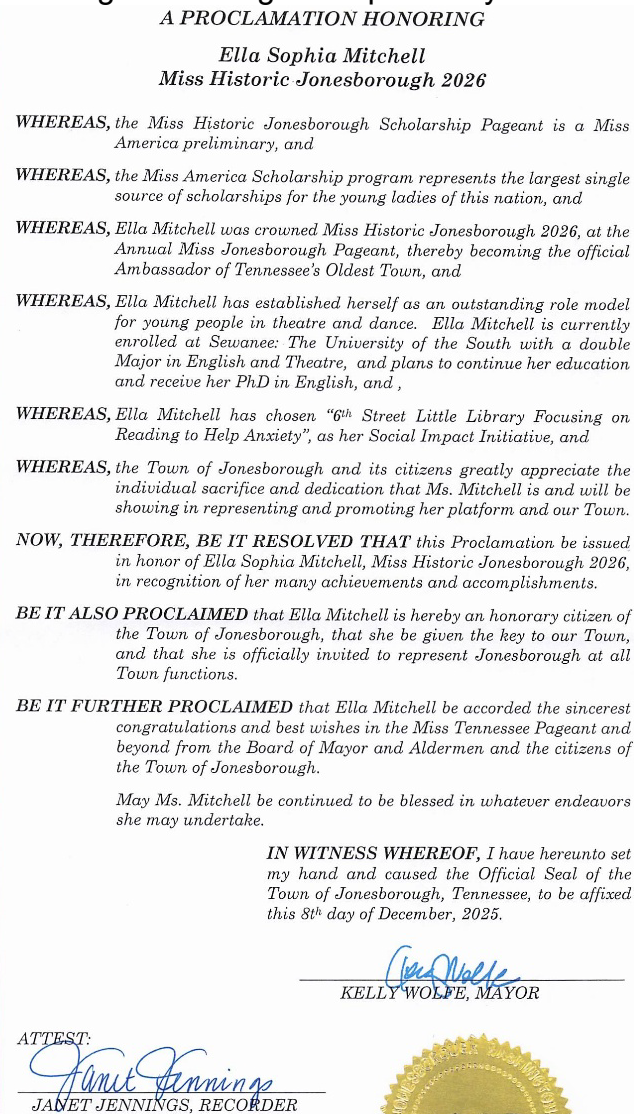 A PROCLAMATION HONORING
Ella Sophia Mitchell
Miss Historic Jonesborough 2026
WHEREAS, the Miss Historic Jonesborough Scholarship Pageant is a Miss
America preliminary, and
WHEREAS, the Miss America Scholarship program represents the largest single
source of scholarships for the young ladies of this nation, and
WHEREAS, Ella Mitchell was crowned Miss Historic Jonesborough 2026, at the
Annual Miss Jonesborough Pageant, thereby becoming the official
Ambassador of Tennessee's Oldest Town, and
WHEREAS, Ella Mitchell has established herself as an outstanding role model
for young people in theatre and dance. Ella Mitchell is currently
enrolled at Sewanee: The University of the South with a double
Major in English and Theatre, and plans to continue her education
and receive her PhD in English, and ,
WHEREAS, Ella Mitchell has chosen "6th Street Little Library Focusing on
Reading to Help Anxiety", as her Social Impact Initiative, and
WHEREAS, the Town of Jonesborough and its citizens greatly appreciate the
individual sacrifice and dedication that Ms. Mitchell is and will be
showing in representing and promoting her platform and our Town.
NOW, THEREFORE, BE IT RESOLVED THAT this Proclamation be issued
in honor of Ella Sophia Mitchell, Miss Historic Jonesborough 2026,
in recognition of her many achievements and accomplishments.
BE IT ALSO PROCLAIMED that Ella Mitchell is hereby an honorary citizen of
the Town of Jonesborough, that she be given the key to our Town,
and that she is officially invited to represent Jonesborough at all
Town functions.
BE IT FURTHER PROCLAIMED that Ella Mitchell be accorded the sincerest
congratulations and best wishes in the Miss Tennessee Pageant and
beyond from the Board of Mayor and Aldermen and the citizens of
the Town of Jonesborough.
May Ms. Mitchell be continued to be blessed in whatever endeavors
she may undertake.
IN WITNESS WHEREOF, I have hereunto set
my hand and caused the Official Seal of the
Town of Jonesborough, Tennessee, to be affixed
this 8th day of December, 2025.
KELLY WOLFE, MAYOR
ATTEST:
Janet Jennings
JANET JENNINGS, RECORDER